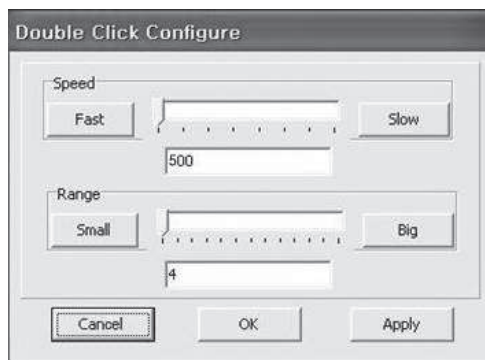 Double Click Configure
Speed
Fast
Slow
500
Range
Small
Big
4
Cancel
OK
Apply